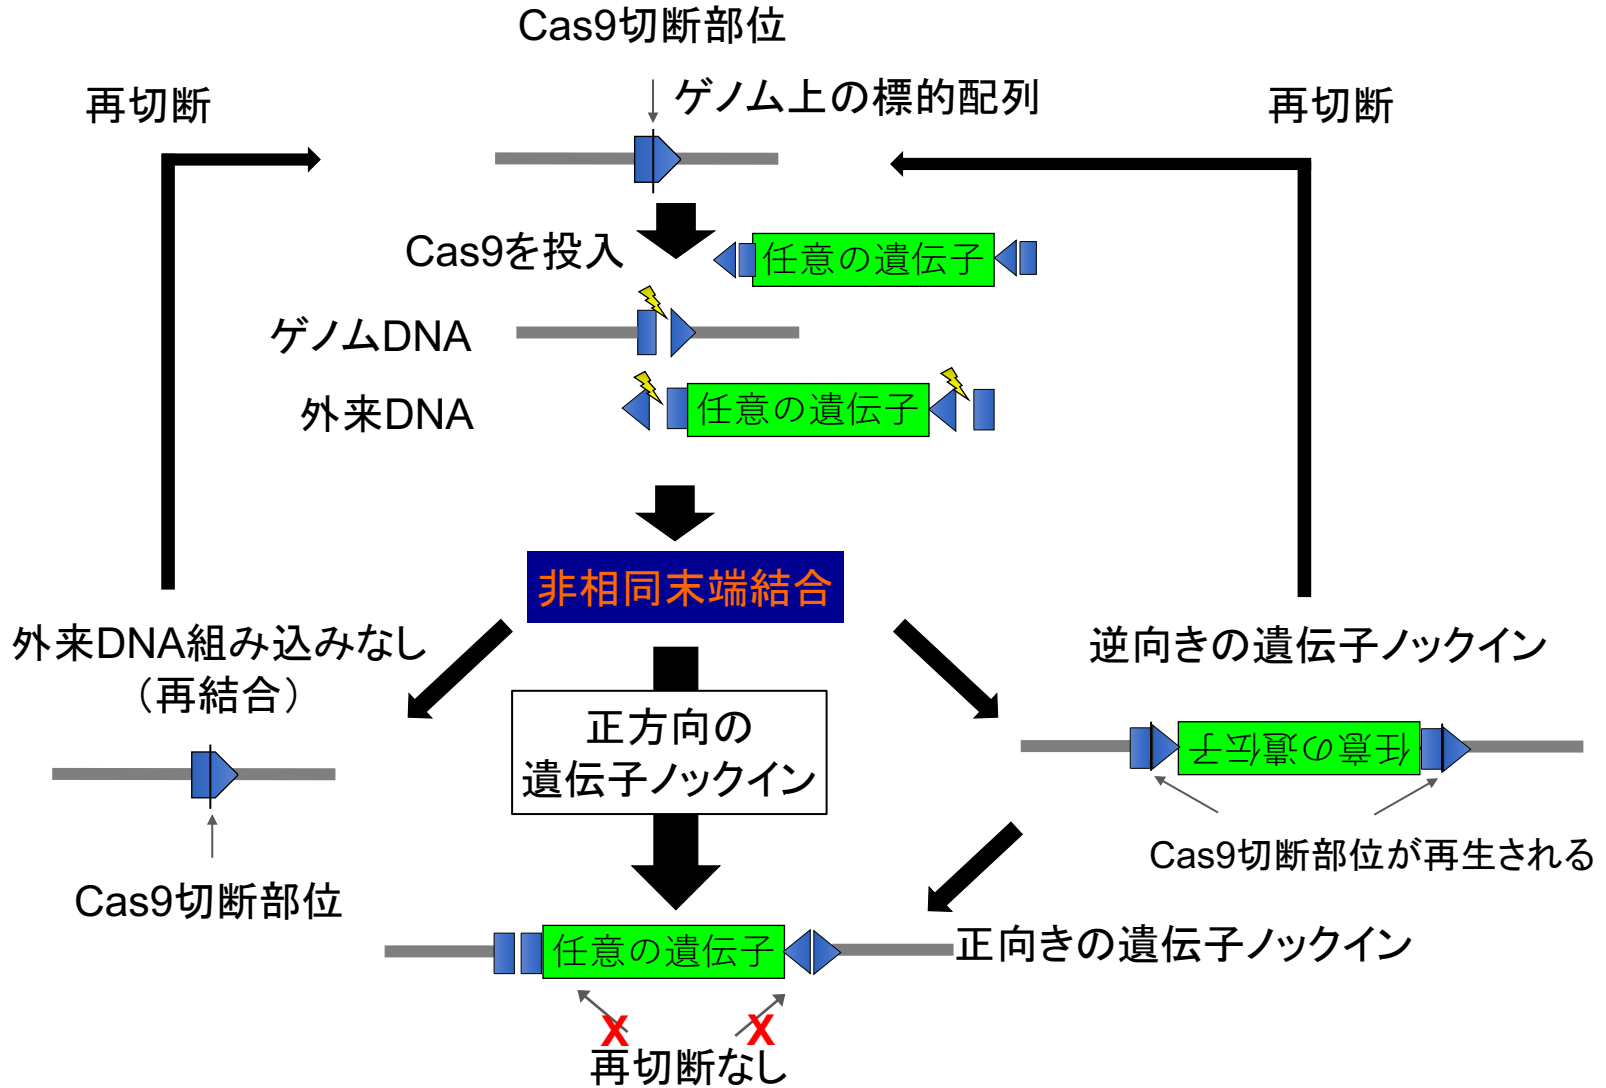 Cas9切断部位
ゲノム上の標的配列
再切断
再切断
Cas9を投入
任意の遺伝子
ゲノムDNA
外来DNA
任意の遺伝子
非相同末端結合
外来DNA組み込みなし
（再結合）
正方向の
遺伝子ノックイン
逆向きの遺伝子ノックイン
任意の遺伝子
Cas9切断部位が再生される
Cas9切断部位
任意の遺伝子
正向きの遺伝子ノックイン
X
X
再切断なし